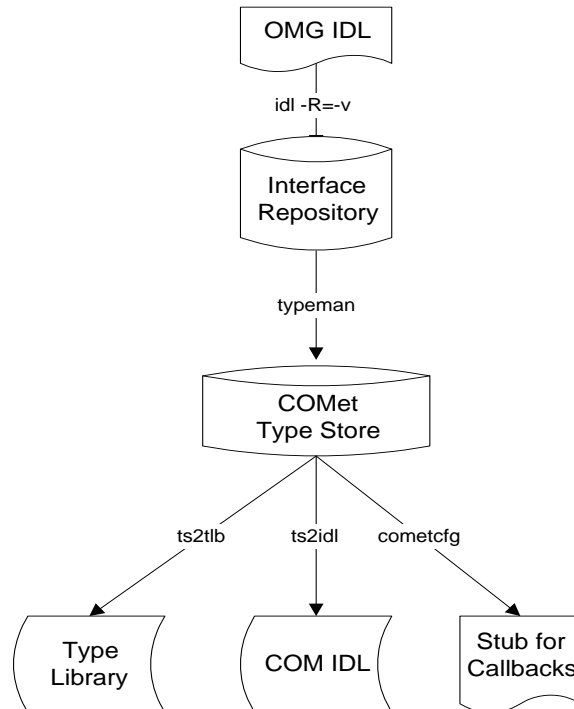 OMG IDL
idl -R=-v
Interface
Repository
typeman
COMet
Type Store
ts2tlb
ts2idl
cometcfg
Type
Library
COM IDL
Stub for
Callbacks